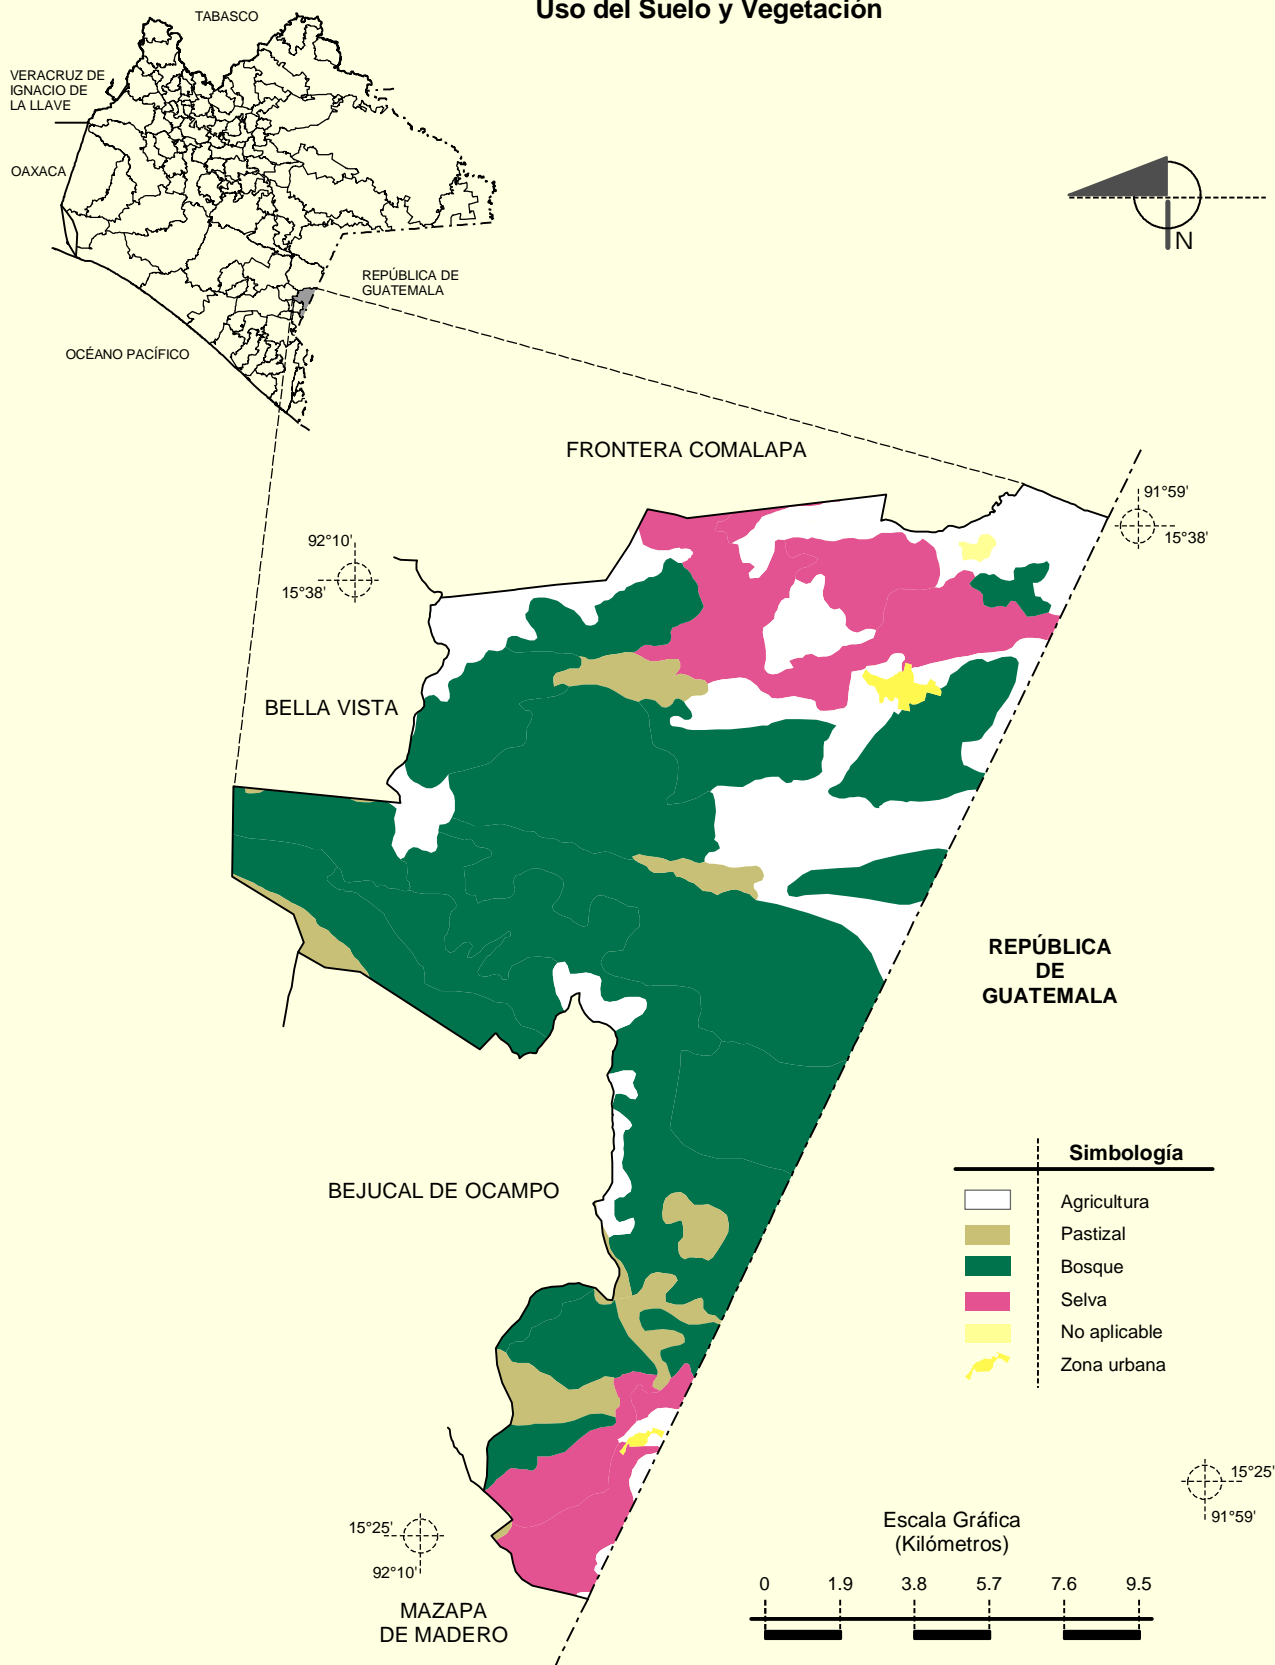 Uso del Suelo y Vegetación
TABASCO
VERACRUZ DE
IGNACIO DE
LA LLAVE
OAXACA
REPÚBLICA DE
GUATEMALA
OCÉANO PACÍFICO
N
FRONTERA COMALAPA
91°59'
15°38'
92°10'
15°38'
BELLA VISTA
REPÚBLICA
DE
GUATEMALA
BEJUCAL DE OCAMPO
Simbología
Agricultura
Pastizal
Bosque
Selva
No aplicable
Zona urbana
15°25'
91°59'
15°25'
92°10'
MAZAPA
DE MADERO
Escala Gráfica
(Kilómetros)
0 1.9 3.8 5.7 7.6 9.5